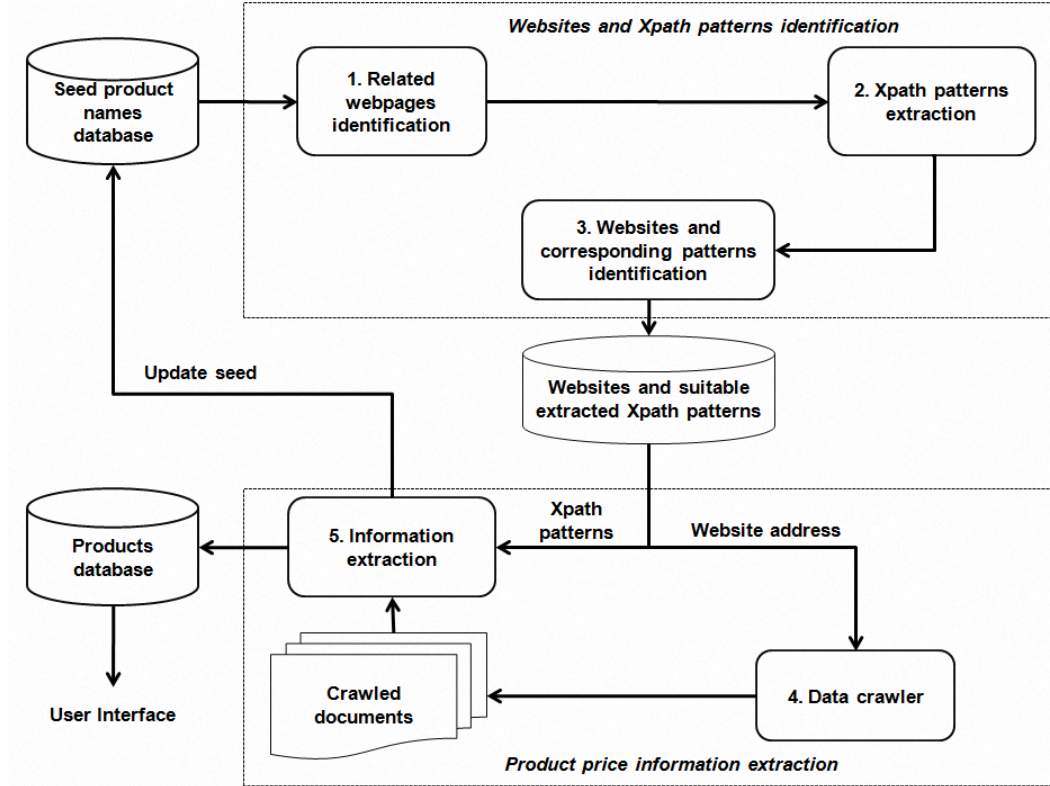 Websites and Xpath patterns identification
Seed product
names
database
1. Related
webpages
identification
2. Xpath patterns
extraction
3. Websites and
corresponding patterns
identification
Websites and suitable
extracted Xpath patterns
Update seed
Xpath
patterns
Website address
Products
database
5. Information
extraction
Crawled
documents
4. Data crawler
User Interface
Product price information extraction